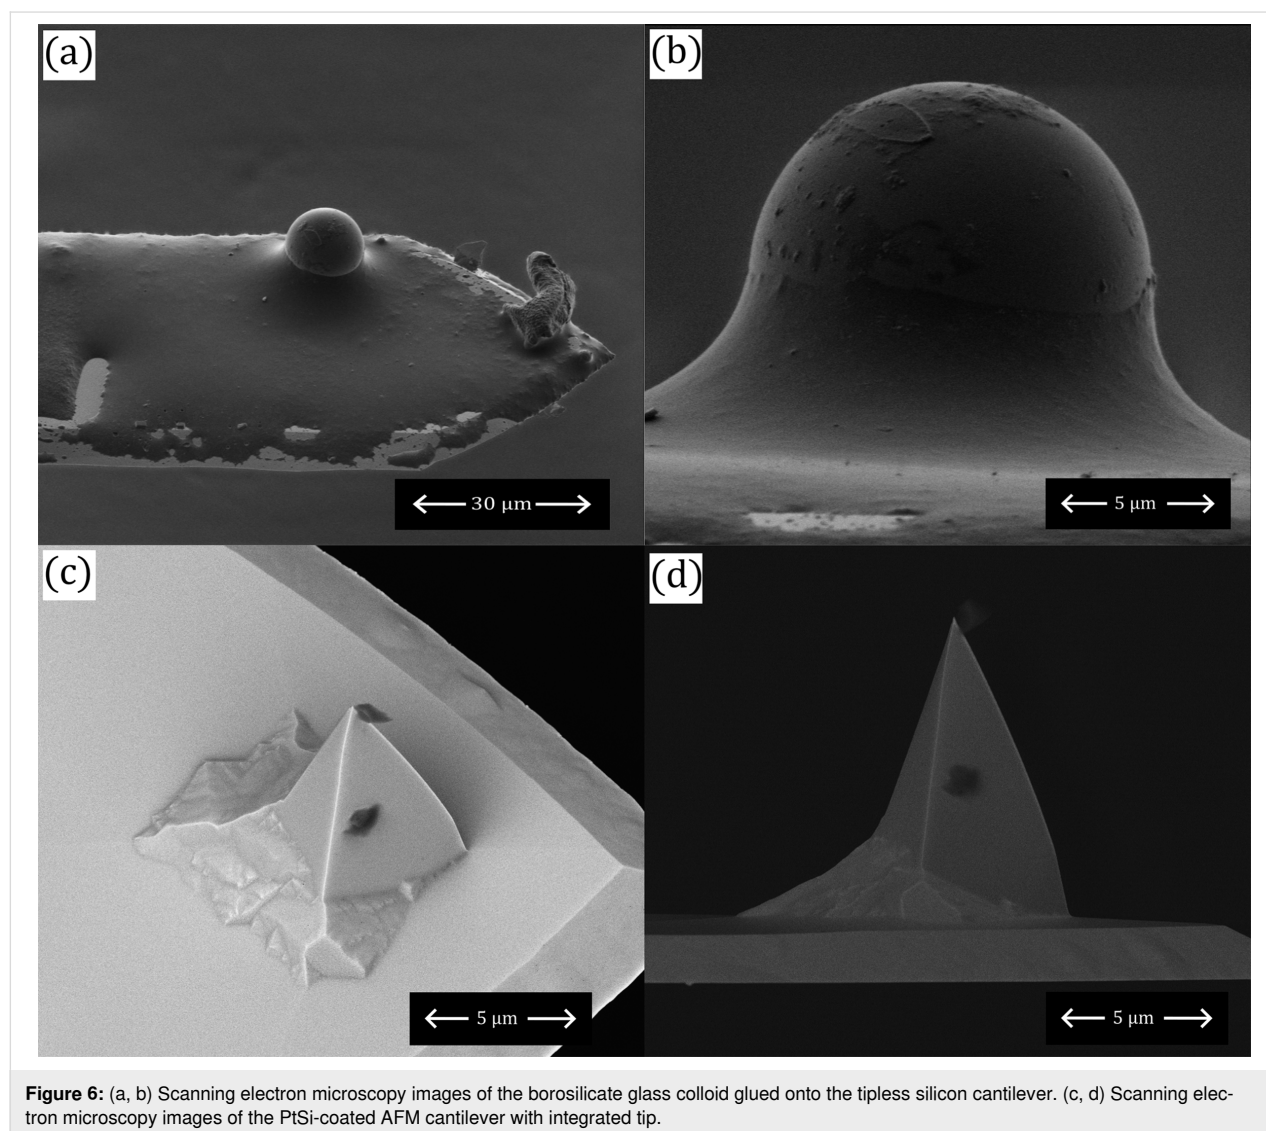 (a)
(b)
30 μm
5 μm
(c)
(d)
5 μm
5 μm
Figure 6: (a, b) Scanning electron microscopy images of the borosilicate glass colloid glued onto the tipless silicon cantilever. (c, d) Scanning elec-
tron microscopy images of the PtSi-coated AFM cantilever with integrated tip.